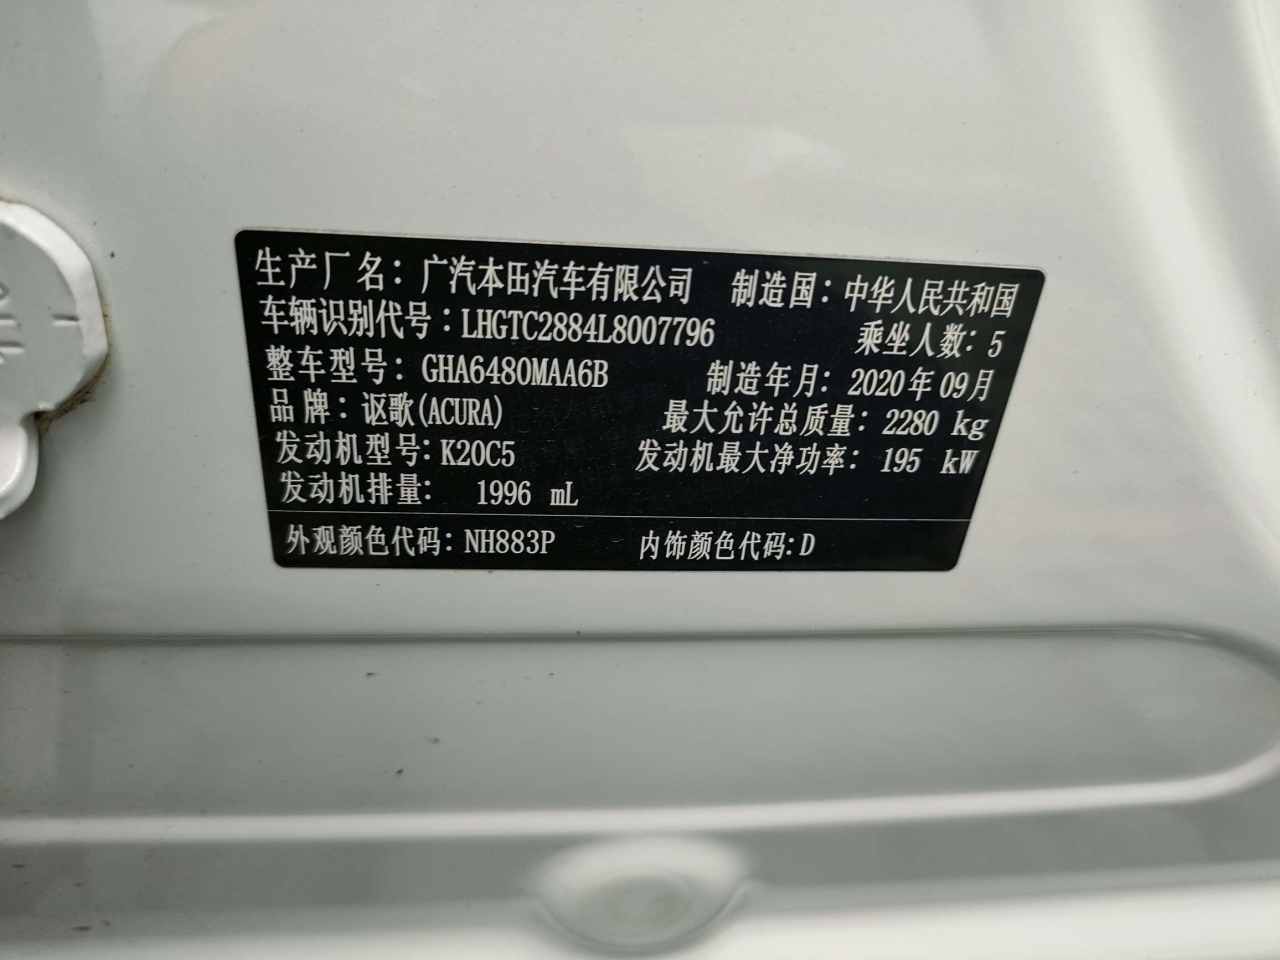 生产厂名：广汽本田汽车有限公司 制造国：中华人民共和国
车辆识别代号：LHGTC2884L8007796 乘坐人数：5
整车型号：GHA6480MAA6B 制造年月：2020年09月
品牌：讴歌(ACURA) 最大允许总质量：2280 kg
发动机型号：K20C5 发动机最大净功率：195 kW
发动机排量： 1996 mL
外观颜色代码：NH883P 内饰颜色代码：D